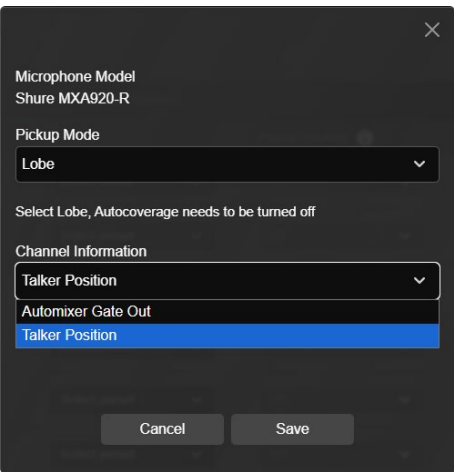 Microphone Model
Shure MXA920-R
Pickup Mode
Lobe
Select Lobe, Autocoverage needs to be turned off
Channel Information
Talker Position
Automixer Gate Out
Talker Position
Cancel
Save